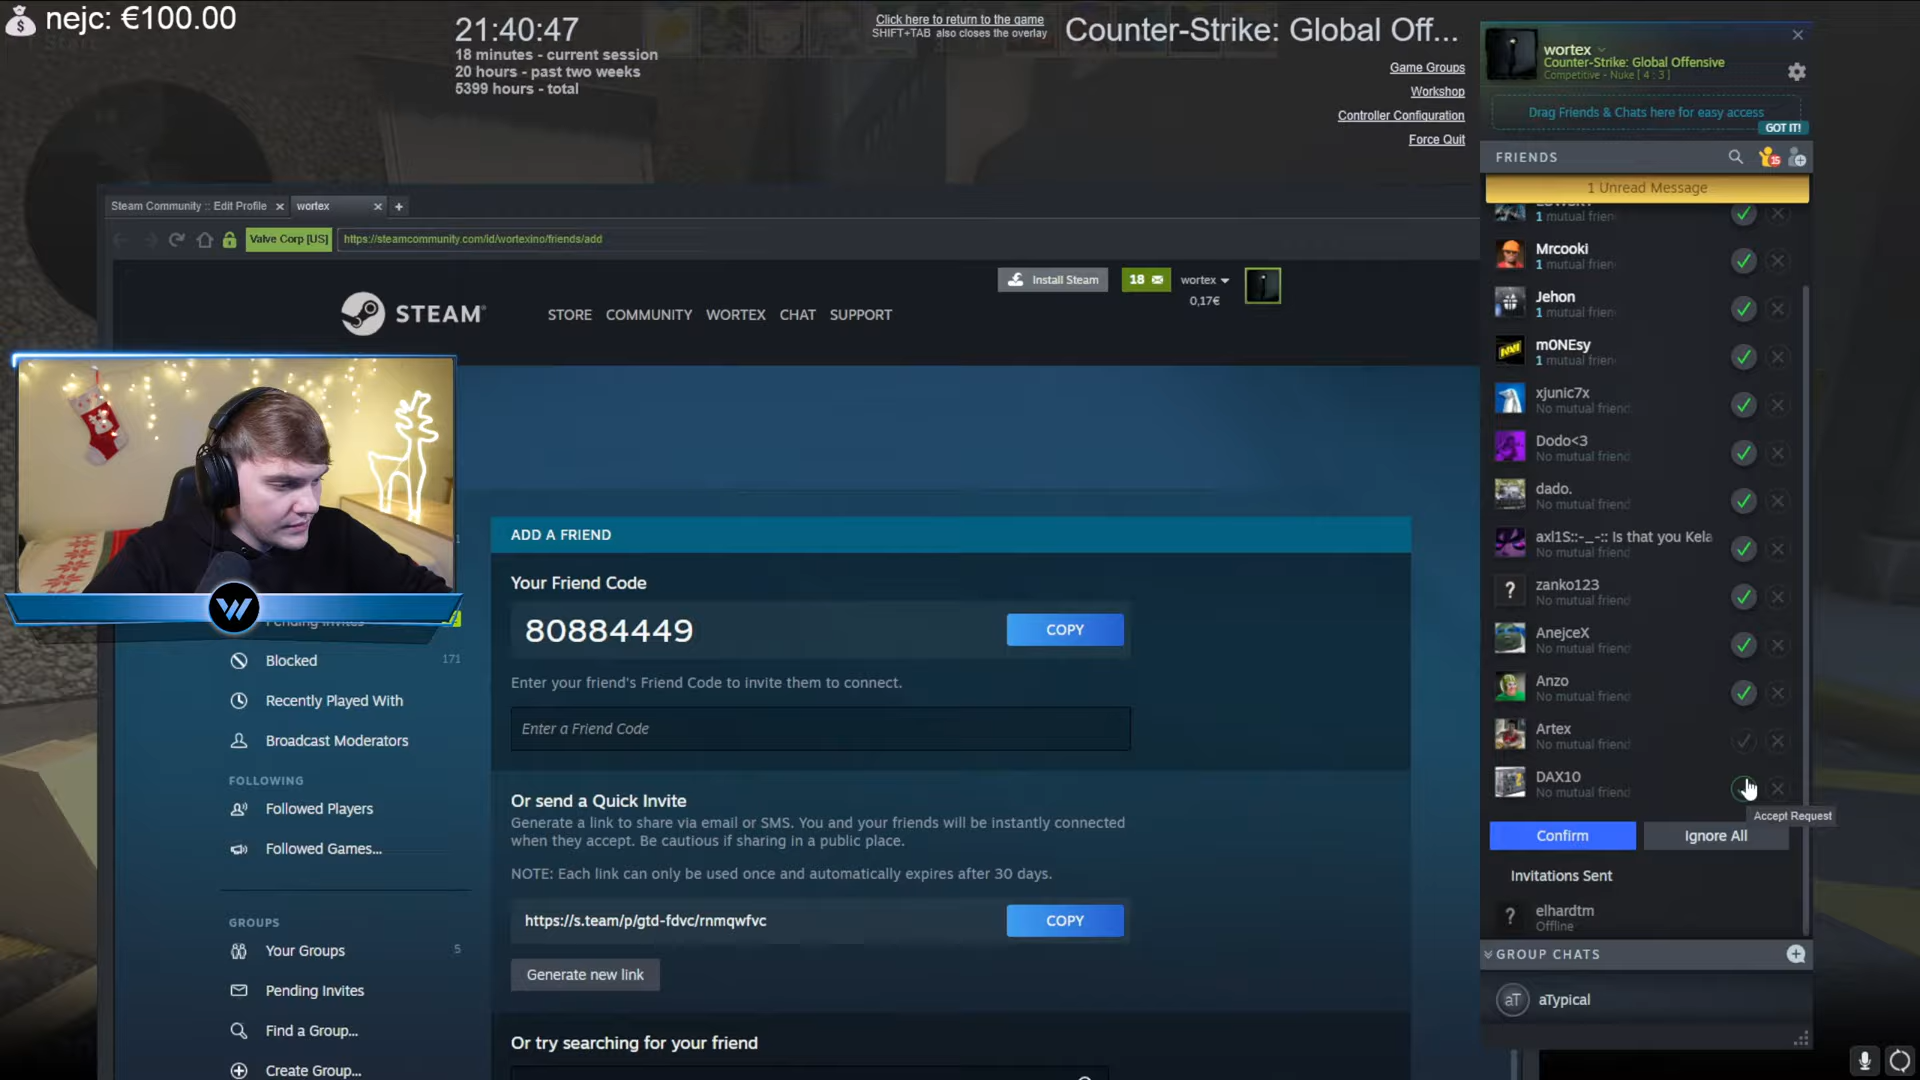 nejc: €100.00
21:40:47
18 minutes - current session
20 hours - past two weeks
5399 hours - total
Click here to return to the game
SHIFT+TAB also closes the overlay
Counter-Strike: Global Off...
Game Groups
Workshop
Controller Configuration
Force Quit
Steam Community :: Edit Profile
wortex
Valve Corp [US]
https://steamcommunity.com/id/wortexino/friends/add
Install Steam
18
wortex
0,17€
STEAM
STORE COMMUNITY WORTEX CHAT SUPPORT
W
Pending Invites
Blocked 171
Recently Played With
Broadcast Moderators
FOLLOWING
Followed Players
Followed Games...
GROUPS
Your Groups 5
Pending Invites
Find a Group...
Create Group...
ADD A FRIEND
Your Friend Code
80884449
COPY
Enter your friend's Friend Code to invite them to connect.
Enter a Friend Code
Or send a Quick Invite
Generate a link to share via email or SMS. You and your friends will be instantly connected
when they accept. Be cautious if sharing in a public place.
NOTE: Each link can only be used once and automatically expires after 30 days.
https://s.team/p/gtd-fdvc/rnmqwfvc
COPY
Generate new link
Or try searching for your friend
wortex
Counter-Strike: Global Offensive
Competitive - Nuke [ 4 : 3 ]
Drag Friends & Chats here for easy access
GOT IT!
FRIENDS
15
1 Unread Message
1 mutual frien
Mrcooki
1 mutual frien
Jehon
1 mutual frien
m0NEsy
1 mutual frien
xjunic7x
No mutual friend
Dodo<3
No mutual friend
dado.
No mutual friend
axl1S::-_-:: Is that you Kela
No mutual friend
zanko123
No mutual friend
AnejceX
No mutual friend
Anzo
No mutual friend
Artex
No mutual friend
DAX10
No mutual friend
Accept Request
Confirm
Ignore All
Invitations Sent
elhardtm
Offline
GROUP CHATS
aT
aTypical